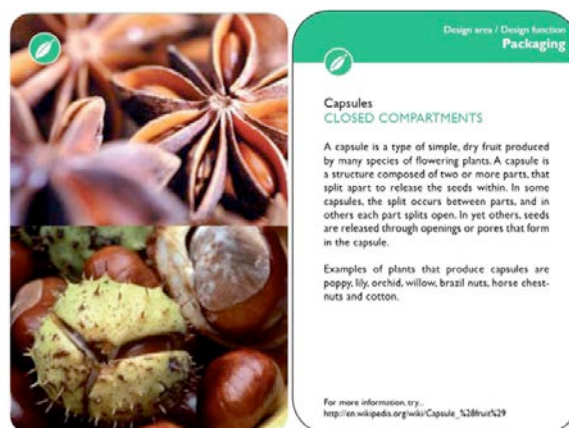 Design area / Design function
Packaging
Capsules
CLOSED COMPARTMENTS
A capsule is a type of simple, dry fruit produced
by many species of flowering plants. A capsule is
a structure composed of two or more parts, that
split apart to release the seeds within. In some
capsules, the split occurs between parts, and in
others each part splits open. In yet others, seeds
are released through openings or pores that form
in the capsule.
Examples of plants that produce capsules are
poppy, lily, orchid, willow, brazil nuts, horse chest-
nuts and cotton.
For more information, try..
http://en.wikipedia.org/wiki/Capsule_%28fruit%29